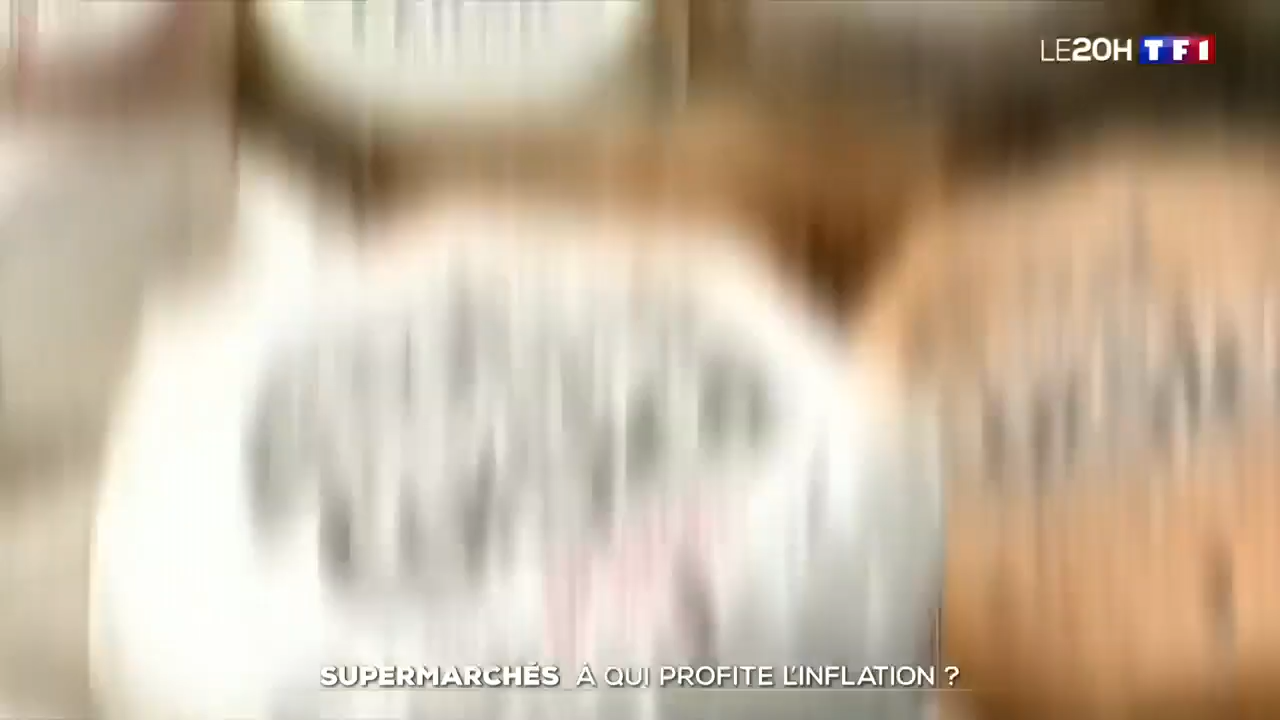 LE20H TF1
SUPERMARCHÉS À QUI PROFITE L'INFLATION ?